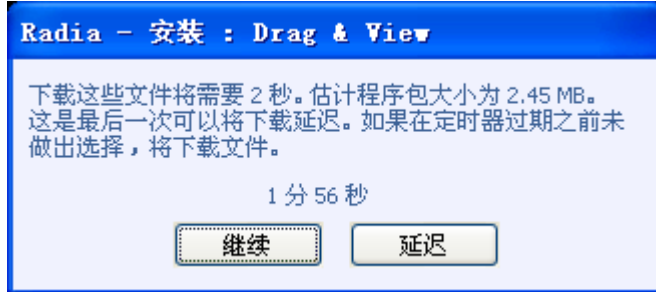 Radia - 安装 : Drag & View
下载这些文件将需要 2 秒。估计程序包大小为 2.45 MB。
这是最后一次可以将下载延迟。如果在定时器过期之前未
做出选择，将下载文件。
1 分 56 秒
继续 延迟